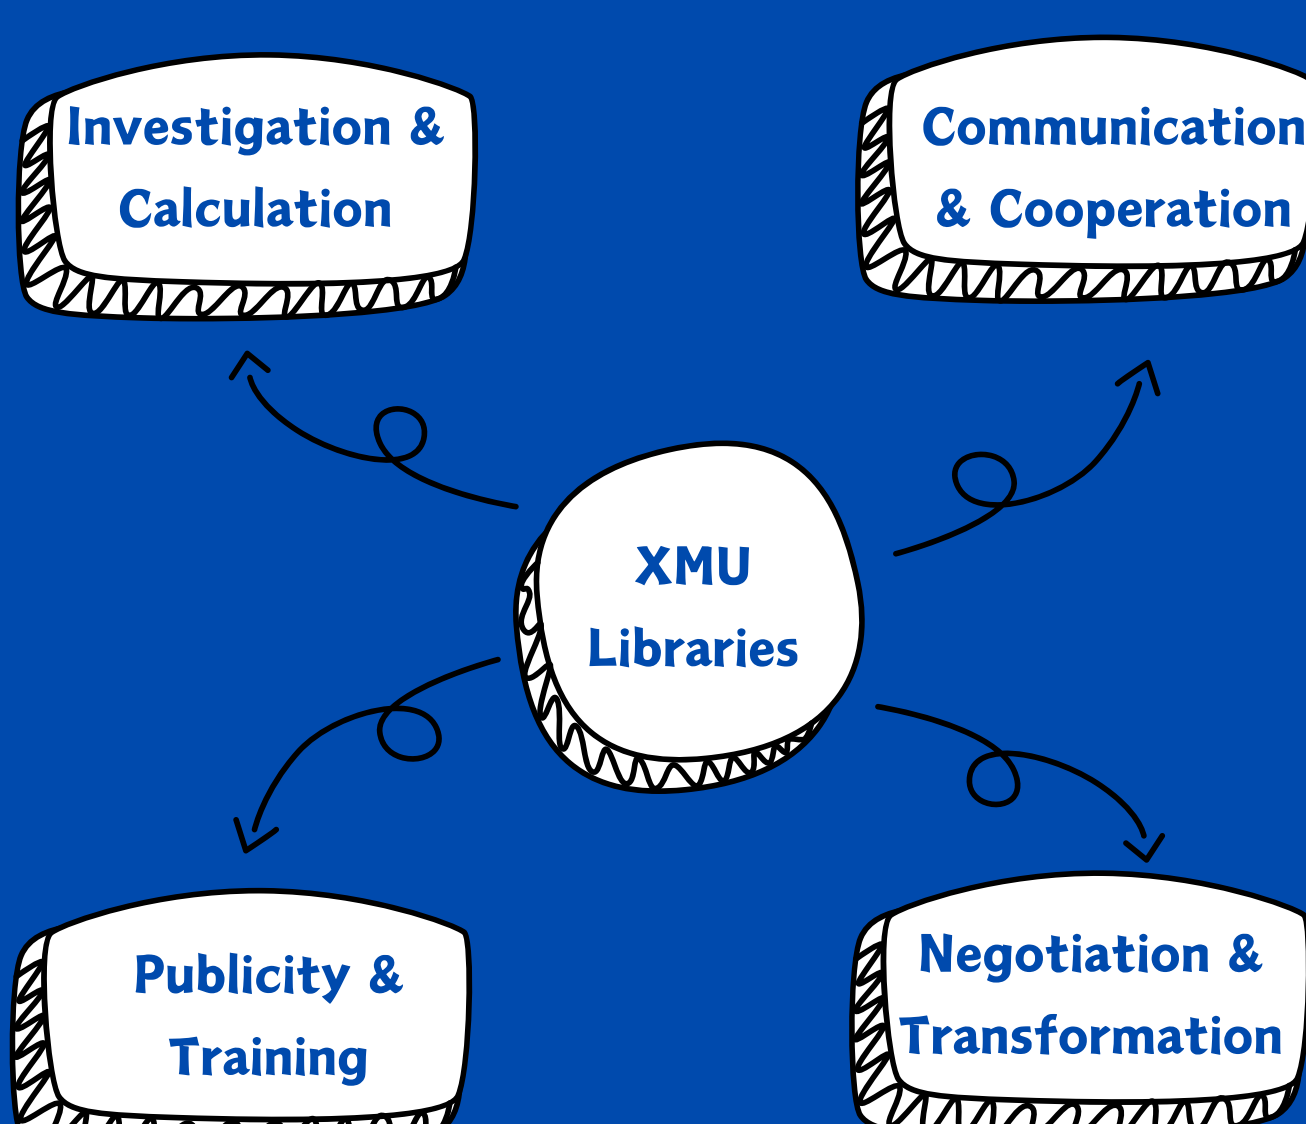 Investigation &
Calculation
Communication
& Cooperation
XMU
Libraries
Publicity &
Training
Negotiation &
Transformation